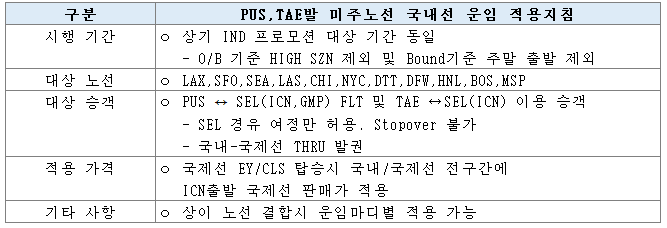 구분 PUS,TAE발 미주노선 국내선 운임 적용지침
시행 기간 ○ 상기 IND 프로모션 대상 기간 동일
- O/B 기준 HIGH SZN 제외 및 Bound기준 주말 출발 제외
대상 노선 ○ LAX,SFO,SEA,LAS,CHI,NYC,DTT,DFW,HNL,BOS,MSP
대상 승객 ○ PUS ↔ SEL(ICN,GMP) FLT 및 TAE ↔SEL(ICN) 이용 승객
- SEL 경유 여정만 허용. Stopover 불가
- 국내-국제선 THRU 발권
적용 가격 ○ 국제선 EY/CLS 탑승시 국내/국제선 전구간에
ICN출발 국제선 판매가 적용
기타 사항 ○ 상이 노선 결합시 운임마디별 적용 가능